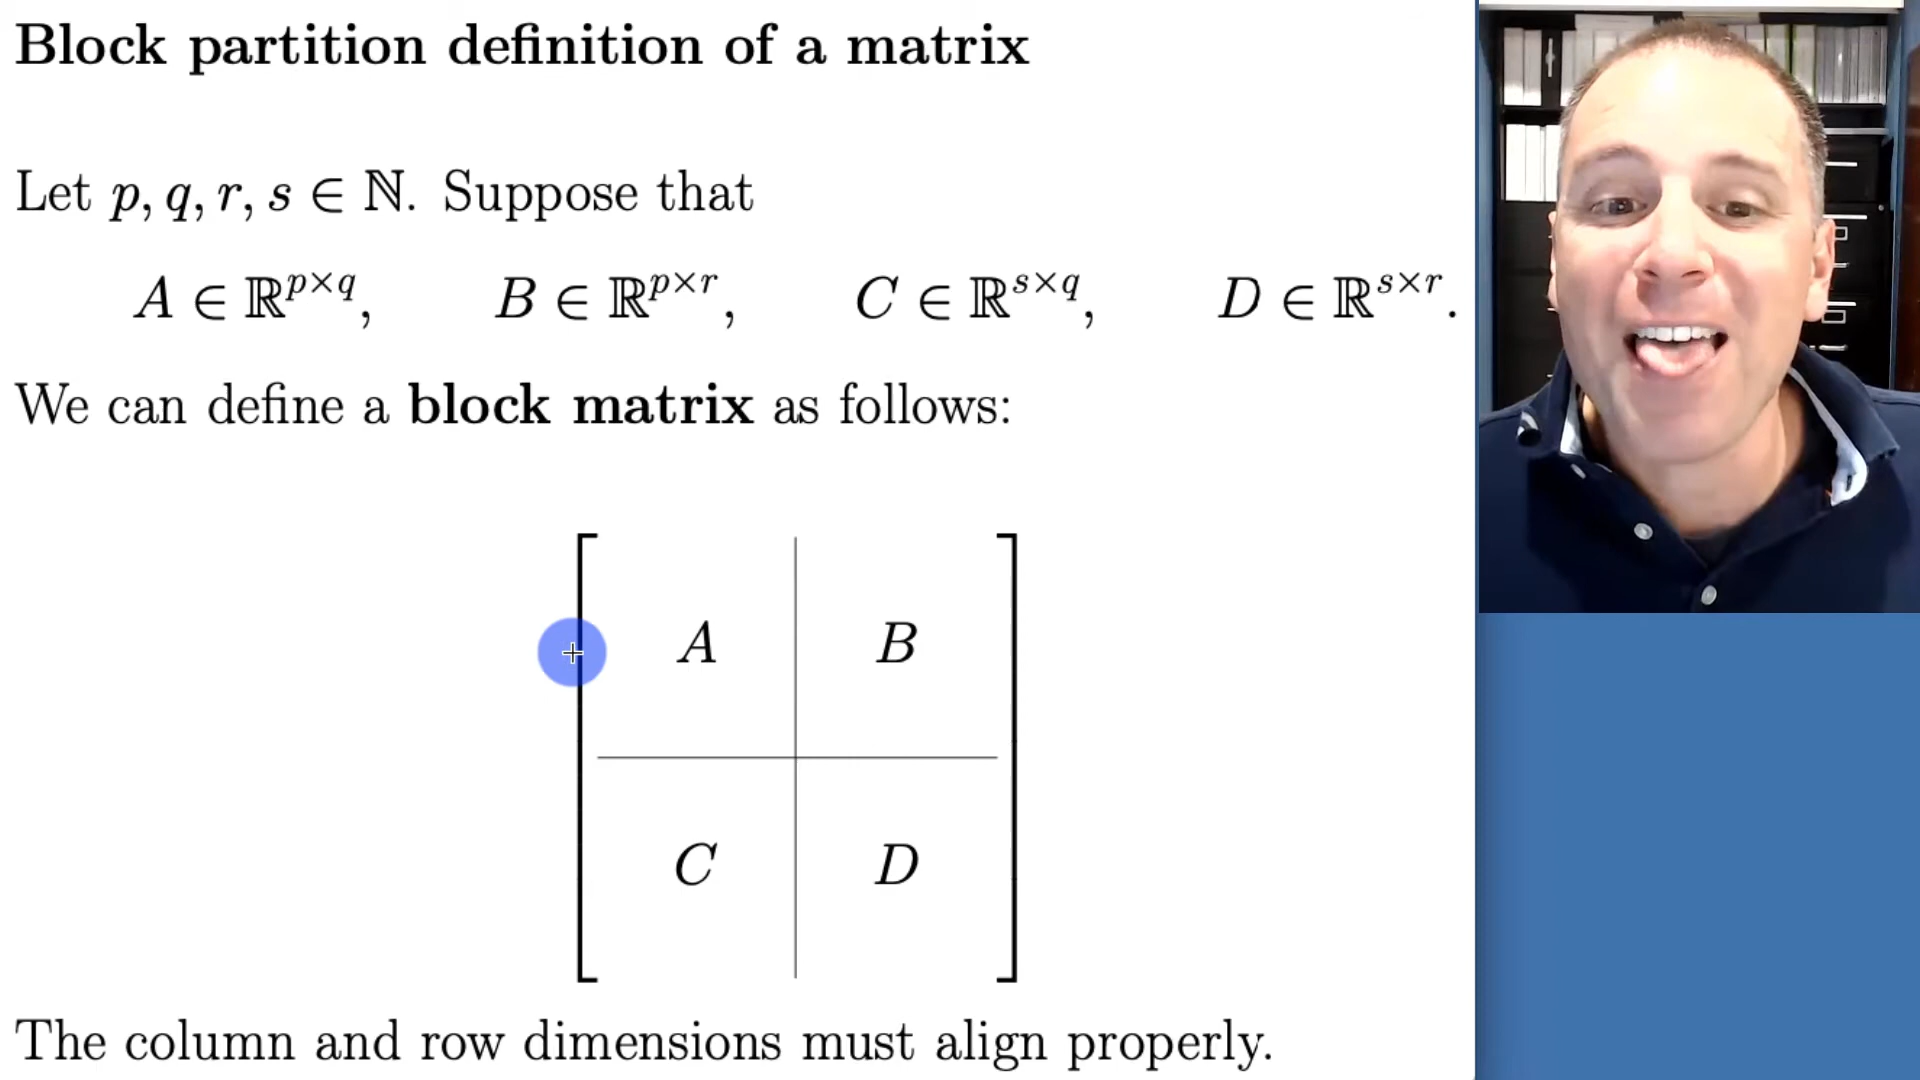 Block partition definition of a matrix
Let p, q, r, s ∈ ℕ. Suppose that
A ∈ ℝ^{p×q}, B ∈ ℝ^{p×r}, C ∈ ℝ^{s×q}, D ∈ ℝ^{s×r}.
We can define a block matrix as follows:
A B
C D
The column and row dimensions must align properly.